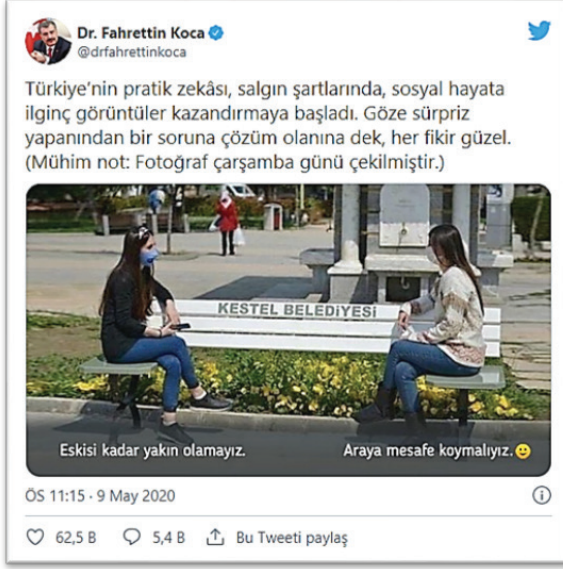 Dr. Fahrettin Koca
@drfahrettinkoca
Türkiye'nin pratik zekâsı, salgın şartlarında, sosyal hayata
ilginç görüntüler kazandırmaya başladı. Göze sürpriz
yapanından bir soruna çözüm olanına dek, her fikir güzel.
(Mühim not: Fotoğraf çarşamba günü çekilmiştir.)
KESTEL BELEDİYESİ
Eskisi kadar yakın olamayız.
Araya mesafe koymalıyız.🙂
ÖS 11:15 · 9 May 2020
62,5 B
5,4 B
Bu Tweeti paylaş